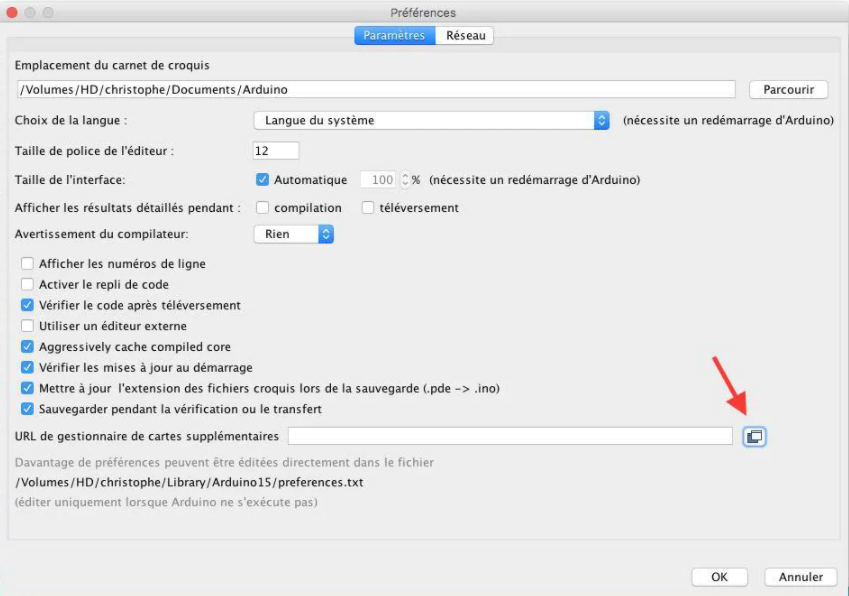 Préférences
Paramètres Réseau
Emplacement du carnet de croquis
/Volumes/HD/christophe/Documents/Arduino Parcourir
Choix de la langue : Langue du système (nécessite un redémarrage d'Arduino)
Taille de police de l'éditeur : 12
Taille de l'interface: Automatique 100 % (nécessite un redémarrage d'Arduino)
Afficher les résultats détaillés pendant : compilation téléversement
Avertissement du compilateur: Rien
Afficher les numéros de ligne
Activer le repli de code
Vérifier le code après téléversement
Utiliser un éditeur externe
Aggressively cache compiled core
Vérifier les mises à jour au démarrage
Mettre à jour l'extension des fichiers croquis lors de la sauvegarde (.pde -> .ino)
Sauvegarder pendant la vérification ou le transfert
URL de gestionnaire de cartes supplémentaires
Davantage de préférences peuvent être éditées directement dans le fichier
/Volumes/HD/christophe/Library/Arduino15/preferences.txt
(éditer uniquement lorsque Arduino ne s'exécute pas)
OK Annuler